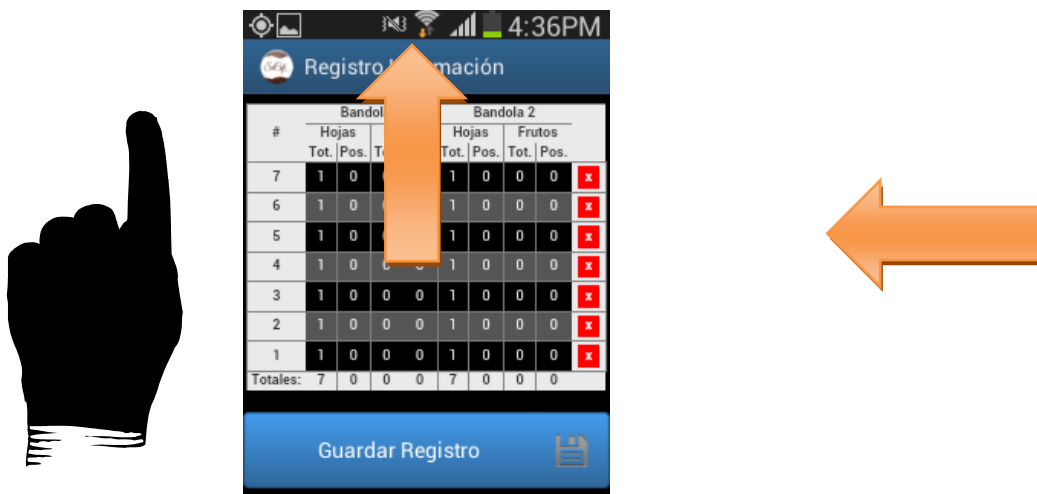 4:36PM
Registro
Bandola 2
# Hojas Hojas Frutos
Tot. Pos. Tot. Pos. Tot. Pos.
7 1 0 1 0 0 0 x
6 1 0 1 0 0 0 x
5 1 0 1 0 0 0 x
4 1 0 0 0 1 0 0 0 x
3 1 0 0 0 1 0 0 0 x
2 1 0 0 0 1 0 0 0 x
1 1 0 0 0 1 0 0 0 x
Totales: 7 0 0 0 7 0 0 0
Guardar Registro